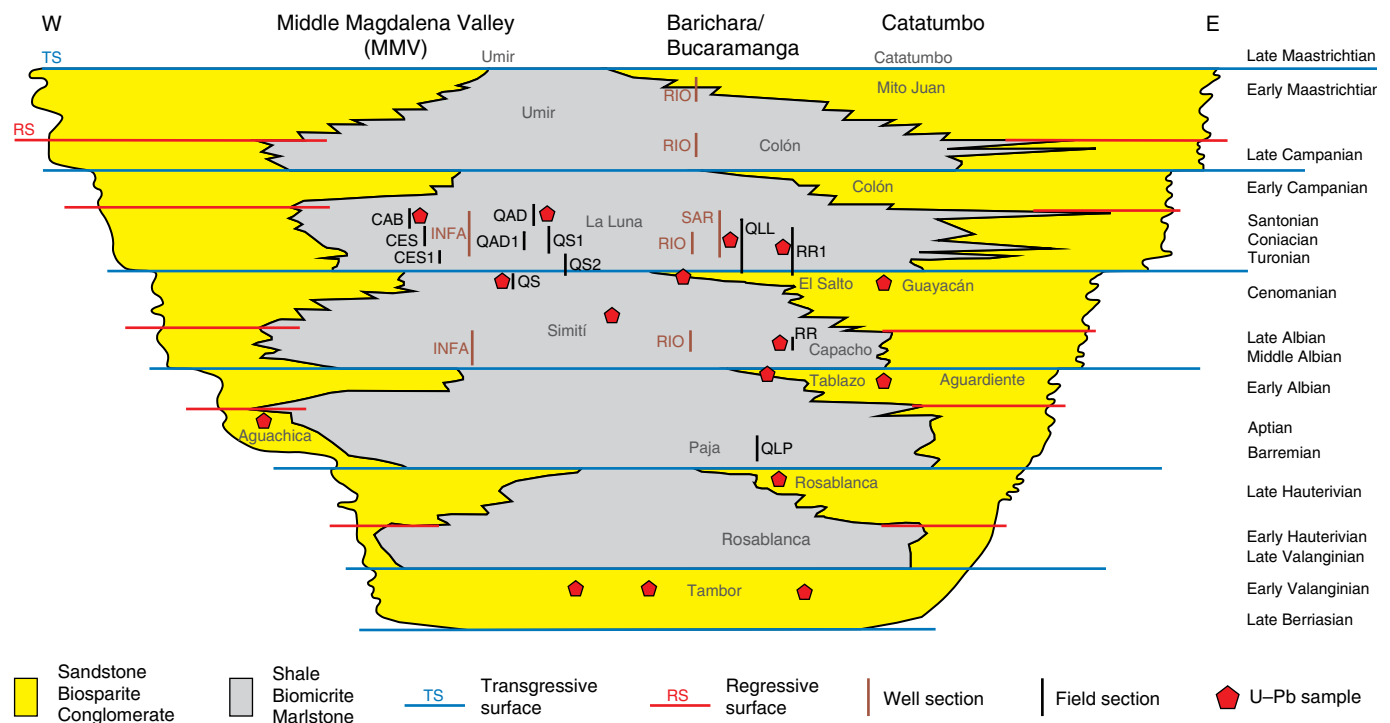 W
Middle Magdalena Valley
(MMV)
Barichara/
Bucaramanga
Catatumbo
E
TS
Umir
Catatumbo
Late Maastrichtian
RIO
Mito Juan
Early Maastrichtian
Umir
RS
RIO
Colón
Late Campanian
Colón
Early Campanian
CAB
QAD
La Luna
SAR
QLL
Santonian
CES
INFA
QAD1
QS1
RIO
RR1
Coniacian
CES1
QS2
Turonian
QS
El Salto
Guayacán
Cenomanian
Simití
INFA
RIO
RR
Capacho
Late Albian
Middle Albian
Tablazo
Aguardiente
Early Albian
Aguachica
Aptian
Paja
QLP
Barremian
Rosablanca
Late Hauterivian
Rosablanca
Early Hauterivian
Late Valanginian
Tambor
Early Valanginian
Late Berriasian
Sandstone
Biosparite
Conglomerate
Shale
Biomicrite
Marlstone
TS
Transgressive
surface
RS
Regressive
surface
Well section
Field section
U–Pb sample